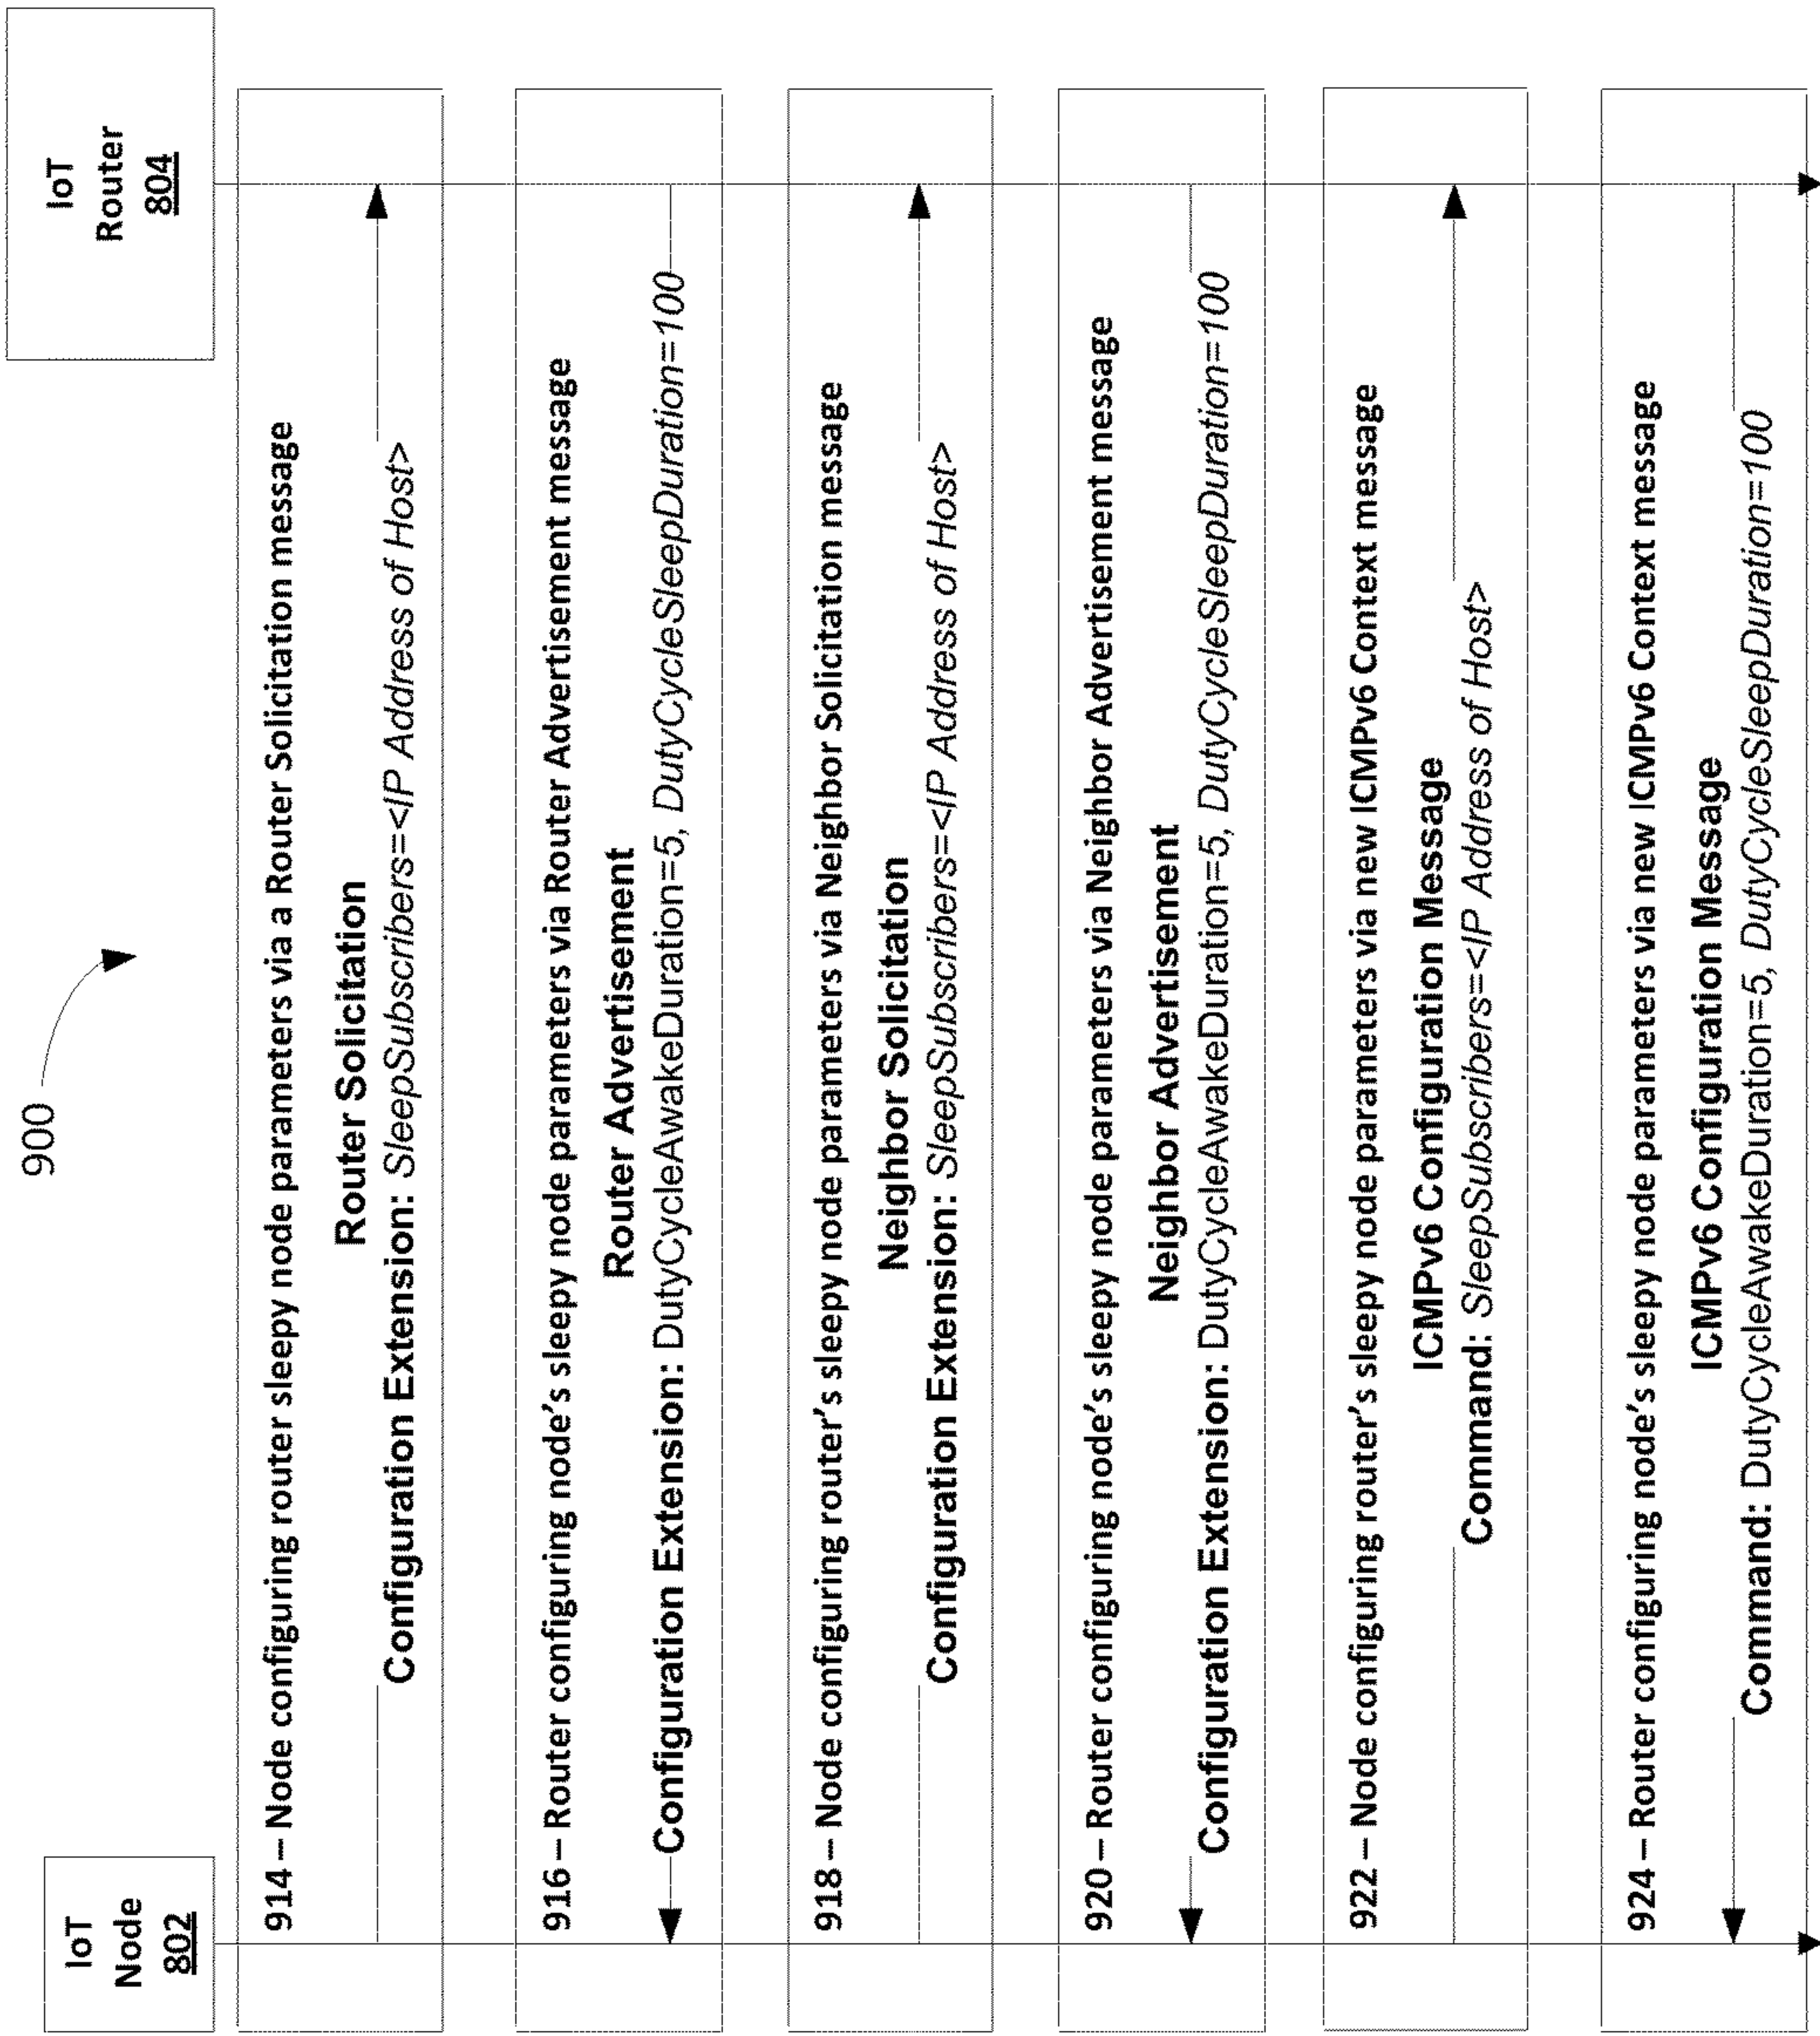 900
IoT
Node
802
IoT
Router
804
914 – Node configuring router sleepy node parameters via a Router Solicitation message
Router Solicitation
Configuration Extension: SleepSubscribers=<IP Address of Host>
916 – Router configuring node's sleepy node parameters via Router Advertisement message
Router Advertisement
Configuration Extension: DutyCycleAwakeDuration=5, DutyCycleSleepDuration=100
918 – Node configuring router's sleepy node parameters via Neighbor Solicitation message
Neighbor Solicitation
Configuration Extension: SleepSubscribers=<IP Address of Host>
920 – Router configuring node's sleepy node parameters via Neighbor Advertisement message
Neighbor Advertisement
Configuration Extension: DutyCycleAwakeDuration=5, DutyCycleSleepDuration=100
922 – Node configuring router's sleepy node parameters via new ICMPv6 Context message
ICMPv6 Configuration Message
Command: SleepSubscribers=<IP Address of Host>
924 – Router configuring node's sleepy node parameters via new ICMPv6 Context message
ICMPv6 Configuration Message
Command: DutyCycleAwakeDuration=5, DutyCycleSleepDuration=100